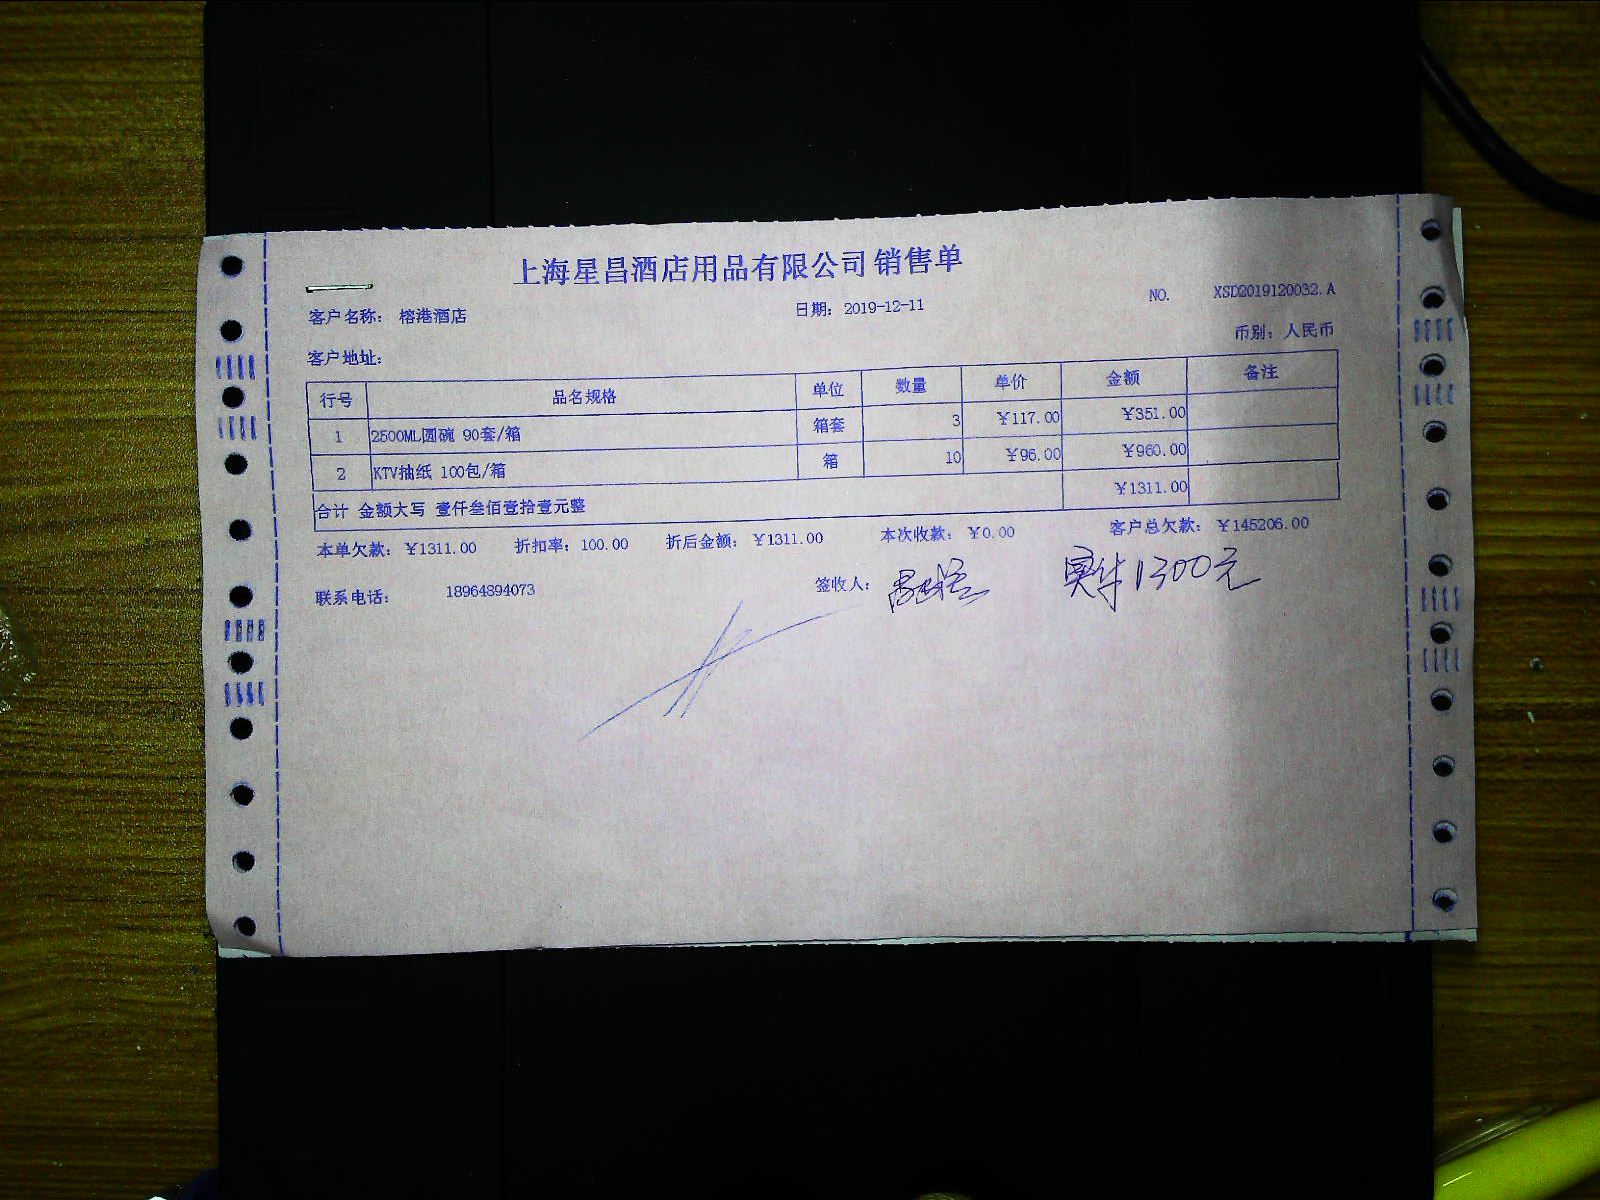 上海星昌酒店用品有限公司 销售单
客户名称: 榕港酒店 日期: 2019-12-11 NO. XSD2019120032.A
客户地址: 币别: 人民币
行号 品名规格 单位 数量 单价 金额 备注
1 2500ML圆碗 90套/箱 箱套 3 ¥117.00 ¥351.00
2 KTV抽纸 100包/箱 箱 10 ¥96.00 ¥960.00
合计 金额大写 壹仟叁佰壹拾壹元整 ¥1311.00
本单欠款: ¥1311.00 折扣率: 100.00 折后金额: ¥1311.00 本次收款: ¥0.00 客户总欠款: ¥145206.00
联系电话: 18964894073 签收人: 1300元